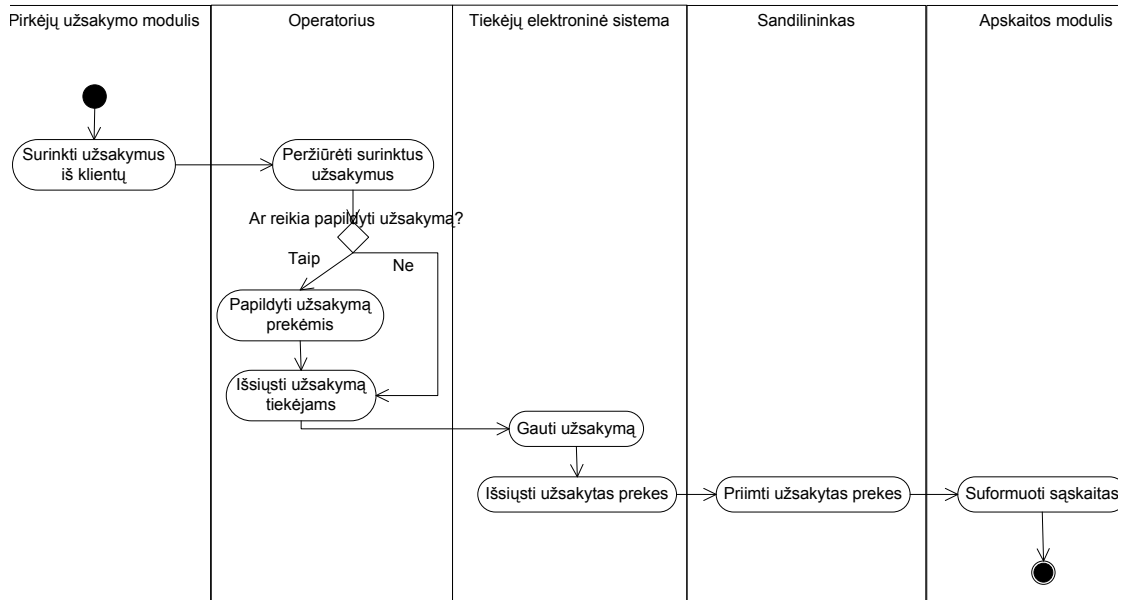 Pirkėjų užsakymo modulis
Operatorius
Tiekėjų elektroninė sistema
Sandilininkas
Apskaitos modulis
Surinkti užsakymus
iš klientų
Peržiūrėti surinktus
užsakymus
Ar reikia papildyti užsakymą?
Taip
Ne
Papildyti užsakymą
prekėmis
Išsiųsti užsakymą
tiekėjams
Gauti užsakymą
Išsiųsti užsakytas prekes
Priimti užsakytas prekes
Suformuoti sąskaitas